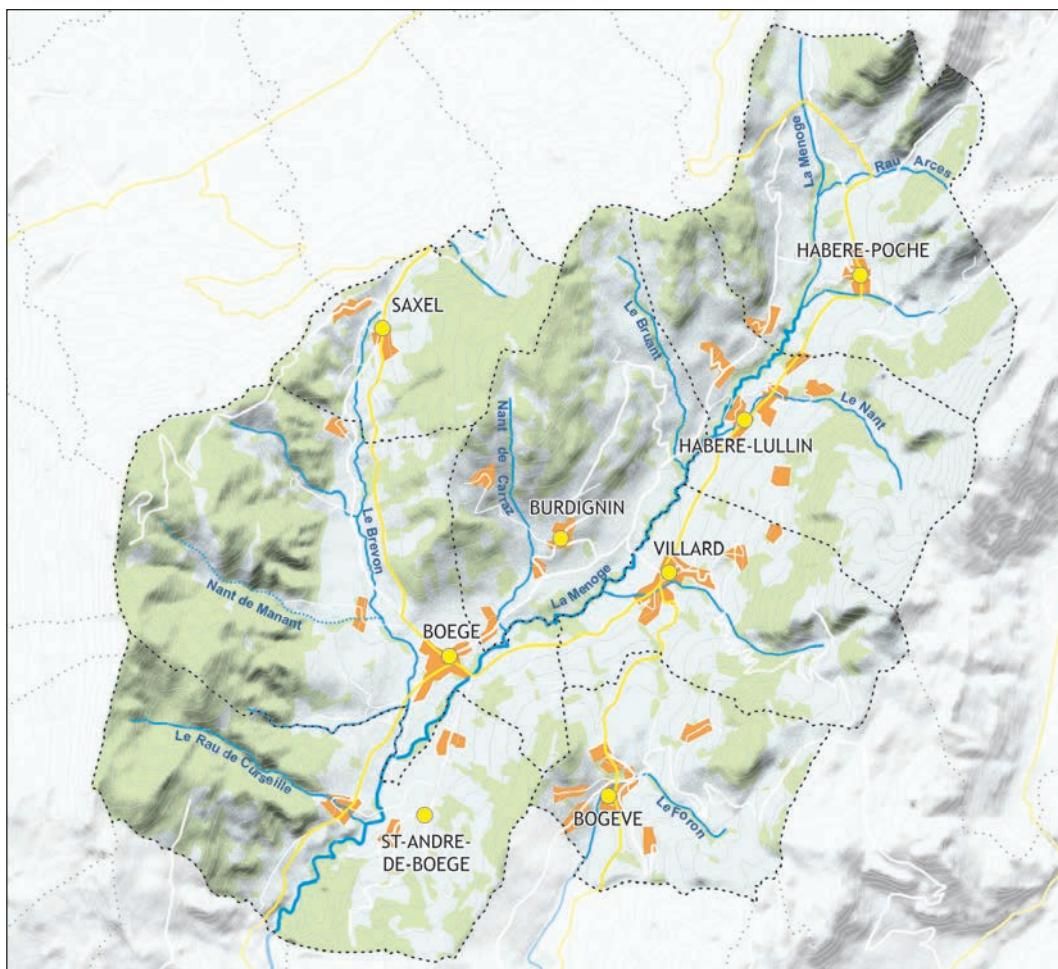 La Menoge
Rau Arces
HABERE-POCHE
SAXEL
Le Bruant
Le Nant
HABERE-LULLIN
Nant de Carraz
BURDIGNIN
Le Brevon
VILLARD
La Menoge
Nant de Manant
BOEGE
Le Rau de Curseille
Le Foron
BOGEVE
ST-ANDRE-
DE-BOEGE